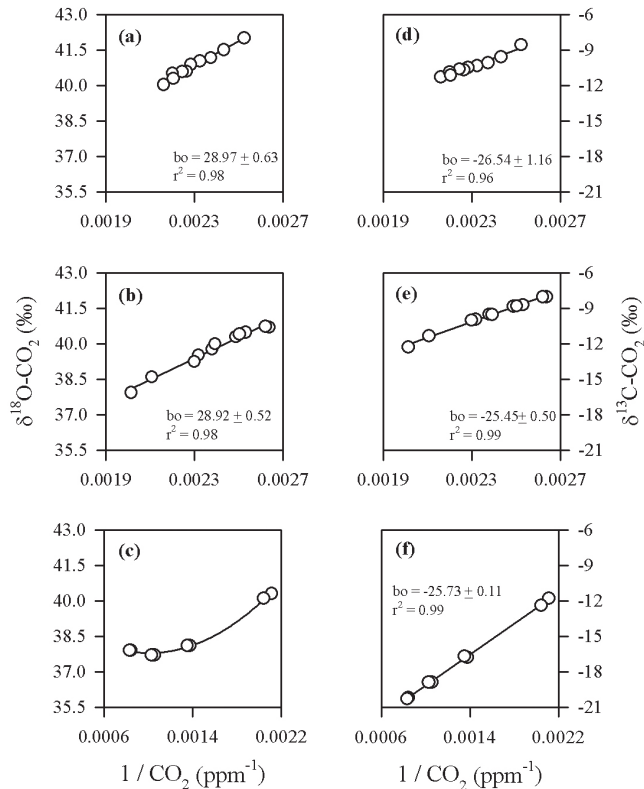 43.0
41.5
40.0
38.5
37.0
35.5
(a)
bo = 28.97 ± 0.63
r² = 0.98
0.0019
0.0023
0.0027
(d)
bo = -26.54 ± 1.16
r² = 0.96
-6
-9
-12
-15
-18
-21
0.0019
0.0023
0.0027
δ¹⁸O-CO₂ (‰)
43.0
41.5
40.0
38.5
37.0
35.5
(b)
bo = 28.92 ± 0.52
r² = 0.98
0.0019
0.0023
0.0027
(e)
bo = -25.45± 0.50
r² = 0.99
-6
-9
-12
-15
-18
-21
0.0019
0.0023
0.0027
δ¹³C-CO₂ (‰)
43.0
41.5
40.0
38.5
37.0
35.5
(c)
0.0006
0.0014
0.0022
1 / CO₂ (ppm⁻¹)
(f)
bo = -25.73 ± 0.11
r² = 0.99
-6
-9
-12
-15
-18
-21
0.0006
0.0014
0.0022
1 / CO₂ (ppm⁻¹)